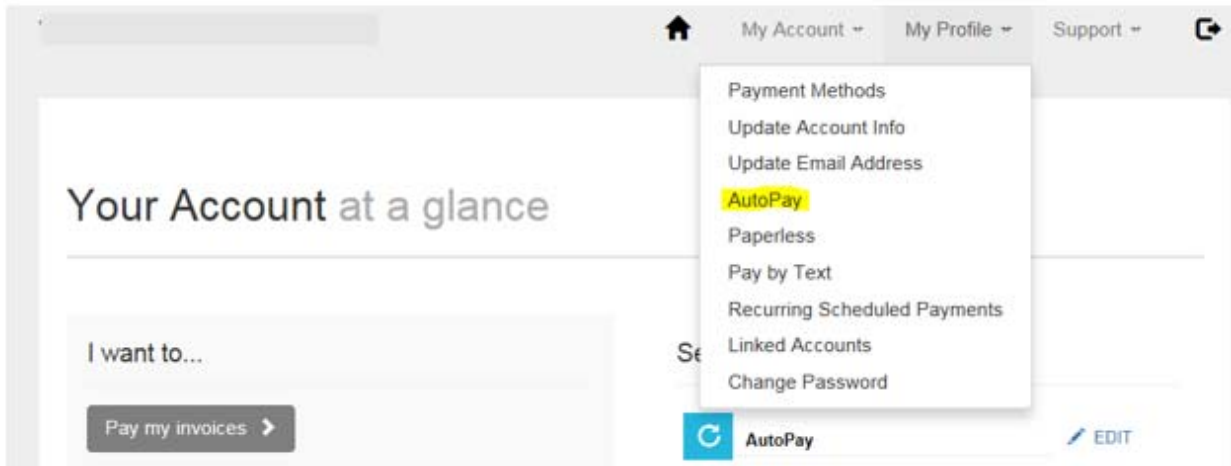 My Account My Profile Support
Payment Methods
Update Account Info
Update Email Address
AutoPay
Paperless
Pay by Text
Recurring Scheduled Payments
Linked Accounts
Change Password
Your Account at a glance
I want to...
Pay my invoices
Se
AutoPay EDIT